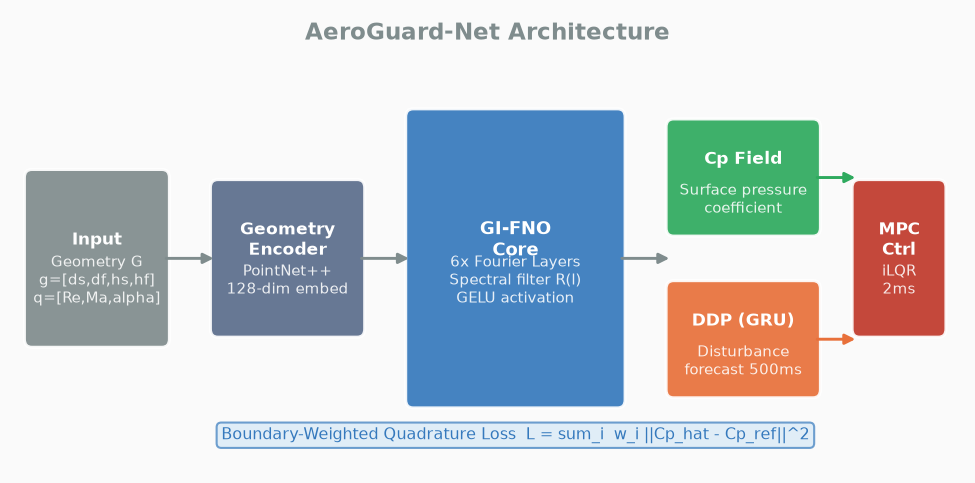 AeroGuard-Net Architecture
Input
Geometry G
g=[ds,df,hs,hf]
q=[Re,Ma,alpha]
Geometry
Encoder
PointNet++
128-dim embed
GI-FNO
Core
6x Fourier Layers
Spectral filter R(l)
GELU activation
Cp Field
Surface pressure
coefficient
DDP (GRU)
Disturbance
forecast 500ms
MPC
Ctrl
iLQR
2ms
Boundary-Weighted Quadrature Loss  L = sum_i  w_i ||Cp_hat - Cp_ref||^2